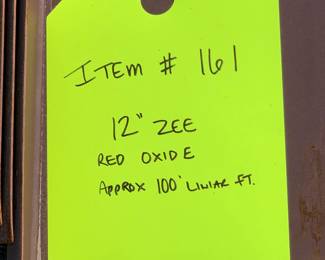 ITEM # 161
12" ZEE
RED OXIDE
APPROX 100' LINIAR FT.